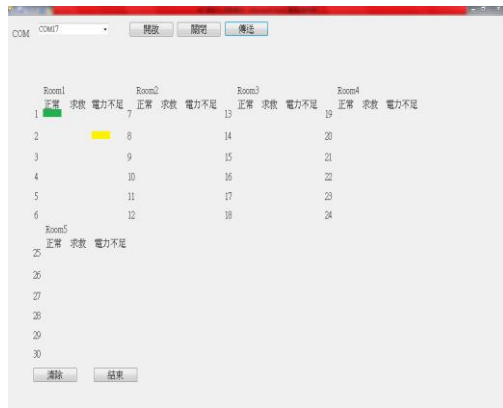 COM COM17 開啟 關閉 傳送
Room1 Room2 Room3 Room4
正常 求救 電力不足 正常 求救 電力不足 正常 求救 電力不足 正常 求救 電力不足
1 7 13 19
2 8 14 20
3 9 15 21
4 10 16 22
5 11 17 23
6 12 18 24
Room5
正常 求救 電力不足
25
26
27
28
29
30
清除 結束